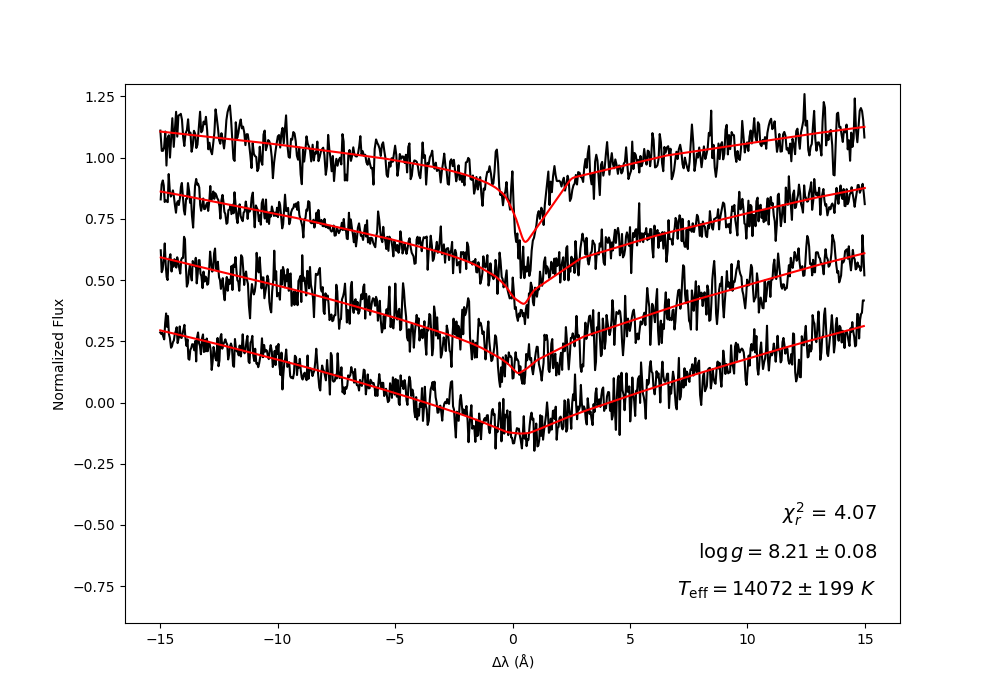 1.25
1.00
0.75
0.50
0.25
0.00
−0.25
−0.50
−0.75
Normalized Flux
χ²ᵣ = 4.07
log g = 8.21 ± 0.08
T_eff = 14072 ± 199 K
−15 −10 −5 0 5 10 15
Δλ (Å)